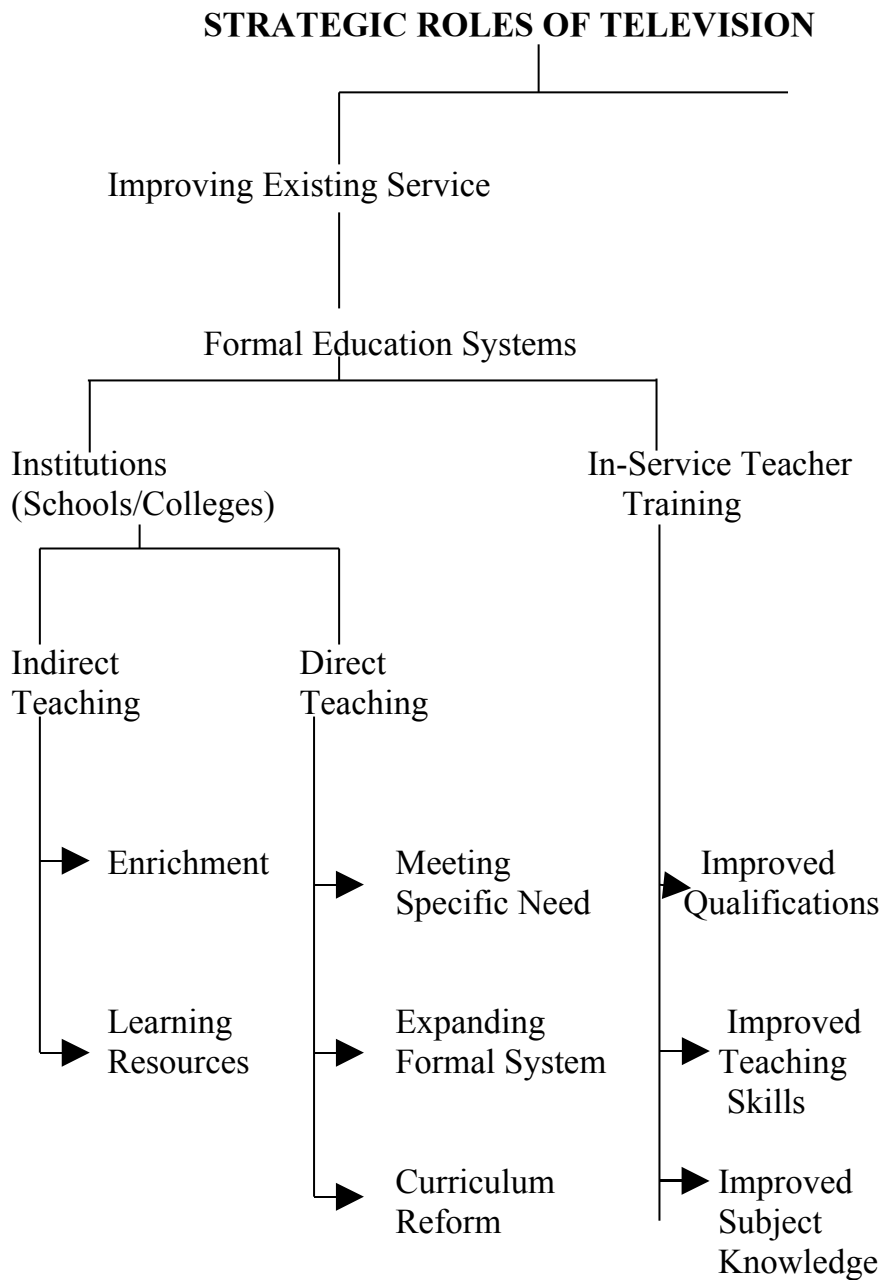 STRATEGIC ROLES OF TELEVISION
Improving Existing Service
Formal Education Systems
Institutions
(Schools/Colleges)
In-Service Teacher
Training
Indirect
Teaching
Direct
Teaching
Enrichment
Meeting
Specific Need
Improved
Qualifications
Learning
Resources
Expanding
Formal System
Improved
Teaching
Skills
Curriculum
Reform
Improved
Subject
Knowledge